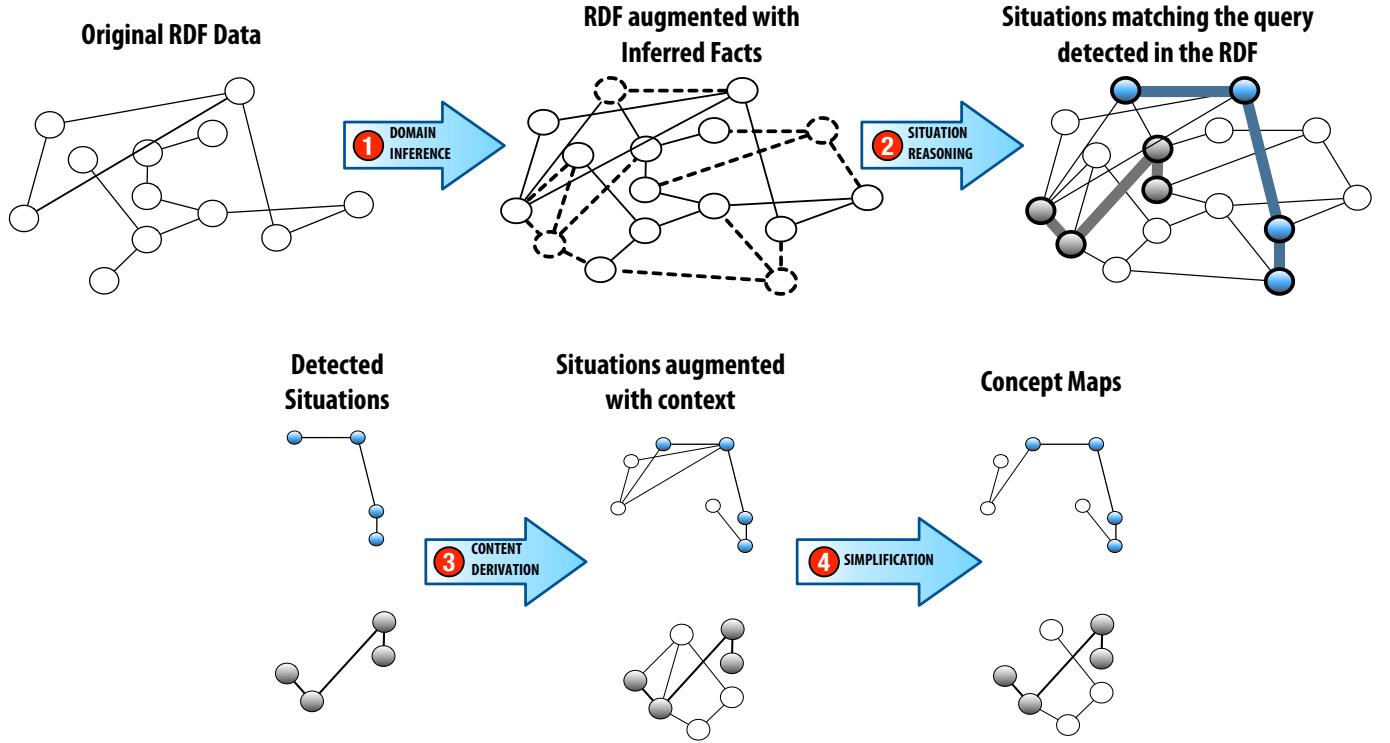 Original RDF Data
RDF augmented with
Inferred Facts
Situations matching the query
detected in the RDF
1 DOMAIN
INFERENCE
2 SITUATION
REASONING
Detected
Situations
Situations augmented
with context
Concept Maps
3 CONTENT
DERIVATION
4 SIMPLIFICATION